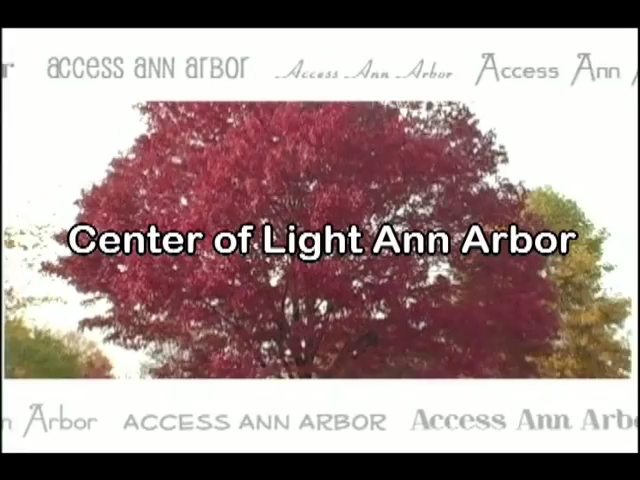 r access ann arbor Access Ann Arbor Access Ann
Center of Light Ann Arbor
n Arbor ACCESS ANN ARBOR Access Ann Arbo